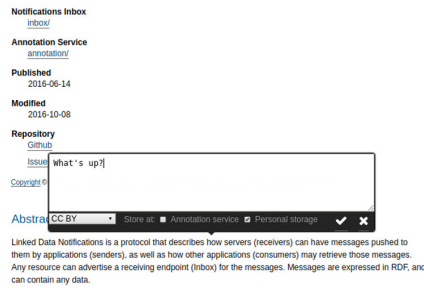 Notifications Inbox
inbox/
Annotation Service
annotation/
Published
2016-06-14
Modified
2016-10-08
Repository
Github
Issue
What's up?
Copyright ©
CC BY
Store at: Annotation service Personal storage
Abstrac
Linked Data Notifications is a protocol that describes how servers (receivers) can have messages pushed to
them by applications (senders), as well as how other applications (consumers) may retrieve those messages.
Any resource can advertise a receiving endpoint (Inbox) for the messages. Messages are expressed in RDF, and
can contain any data.